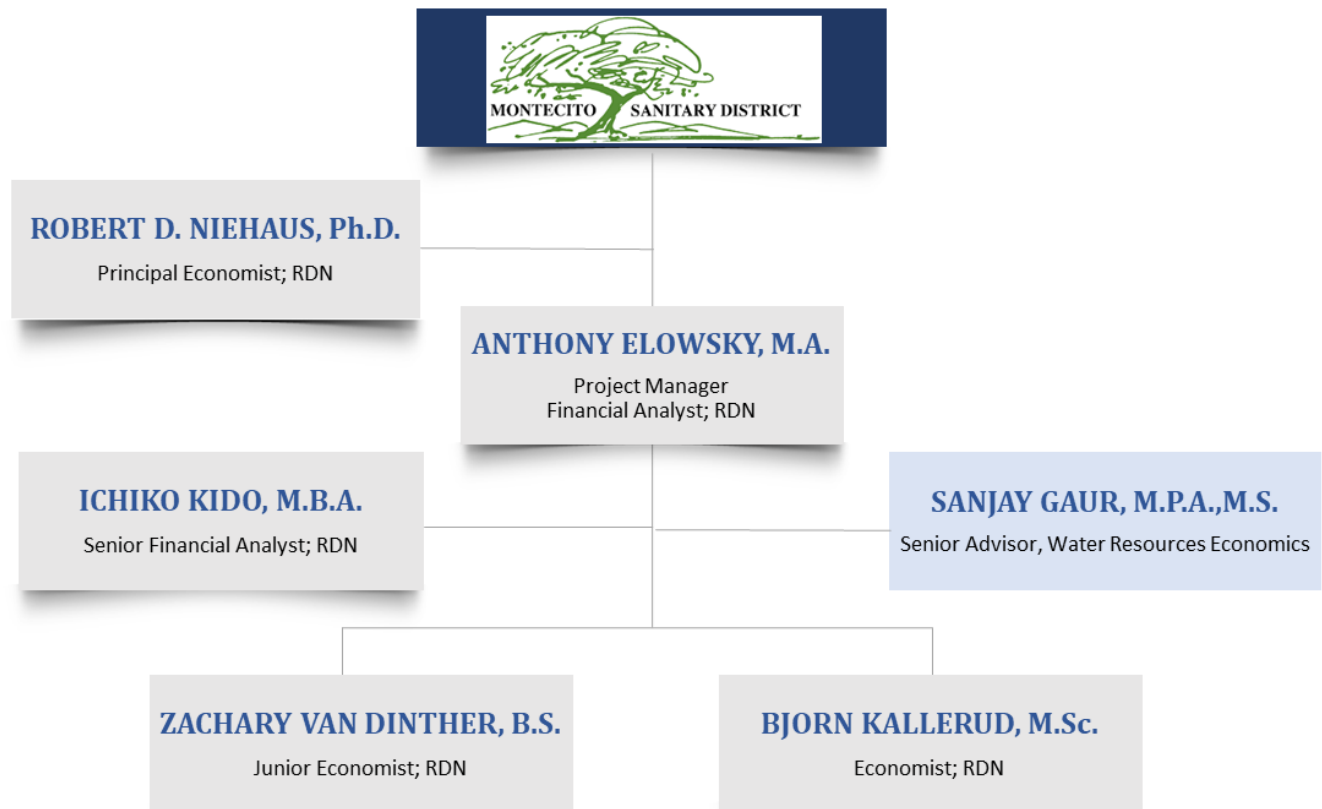 MONTECITO SANITARY DISTRICT
ROBERT D. NIEHAUS, Ph.D.
Principal Economist; RDN
ANTHONY ELOWSKY, M.A.
Project Manager
Financial Analyst; RDN
ICHIKO KIDO, M.B.A.
Senior Financial Analyst; RDN
SANJAY GAUR, M.P.A.,M.S.
Senior Advisor, Water Resources Economics
ZACHARY VAN DINTHER, B.S.
Junior Economist; RDN
BJORN KALLERUD, M.Sc.
Economist; RDN